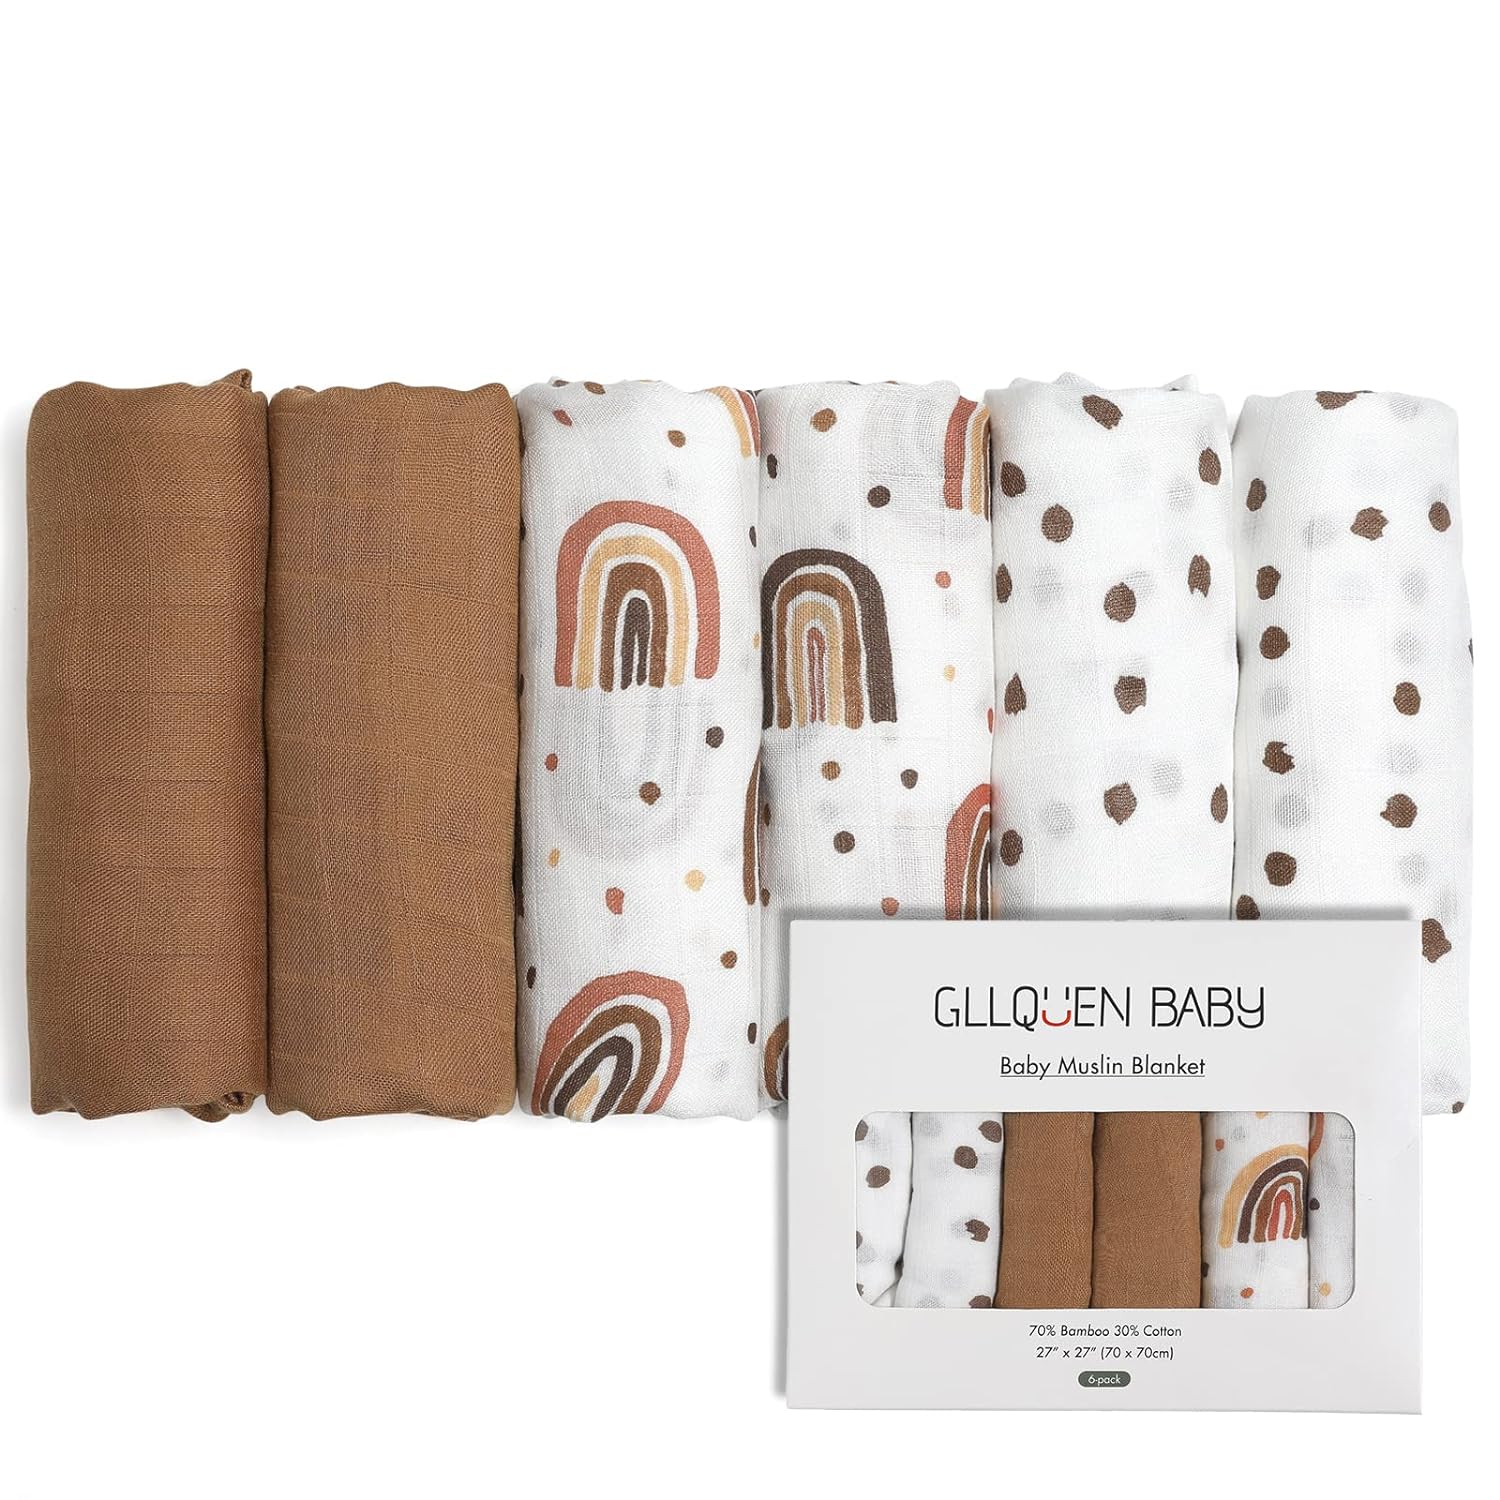 GLLQUEN BABY
Baby Muslin Blanket
70% Bamboo 30% Cotton
27" x 27" (70 x 70cm)
6-pack